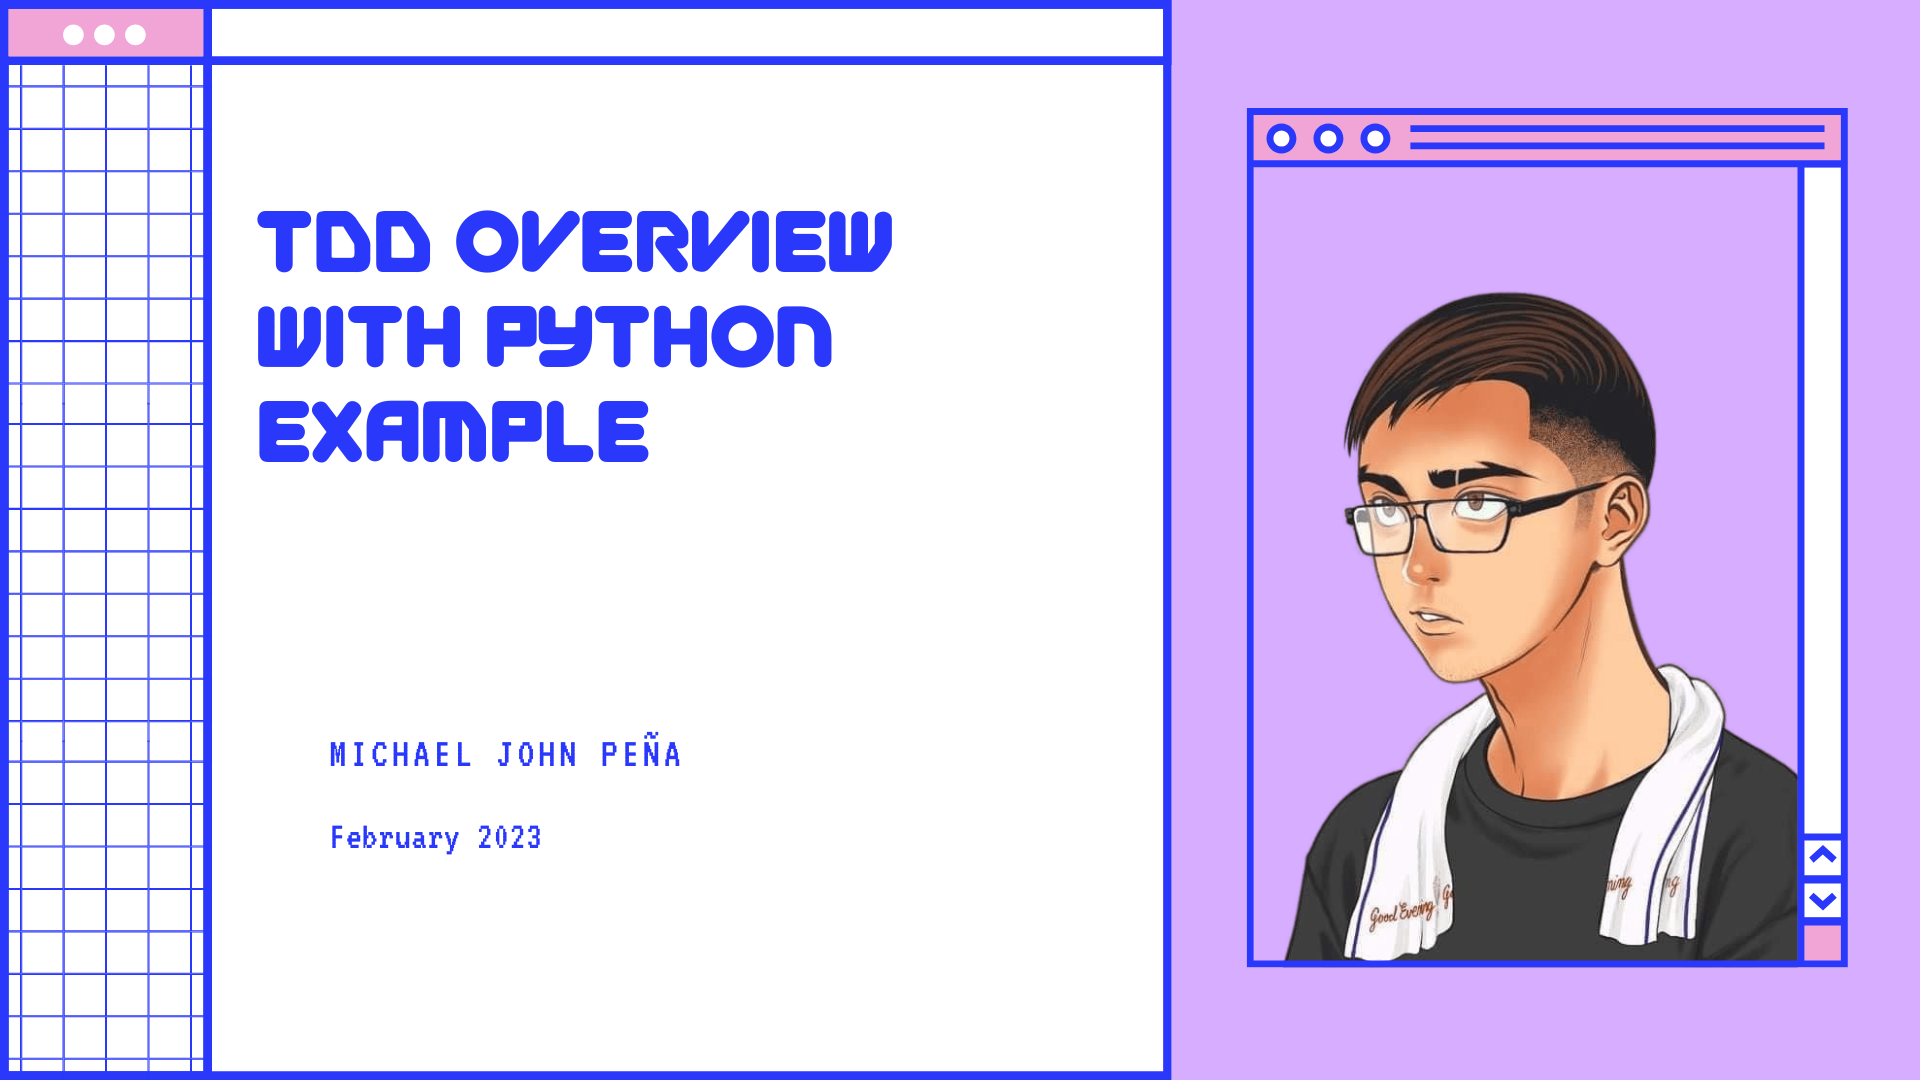 TDD OVERVIEW
WITH PYTHON
EXAMPLE
MICHAEL JOHN PEÑA
February 2023
Good Evening